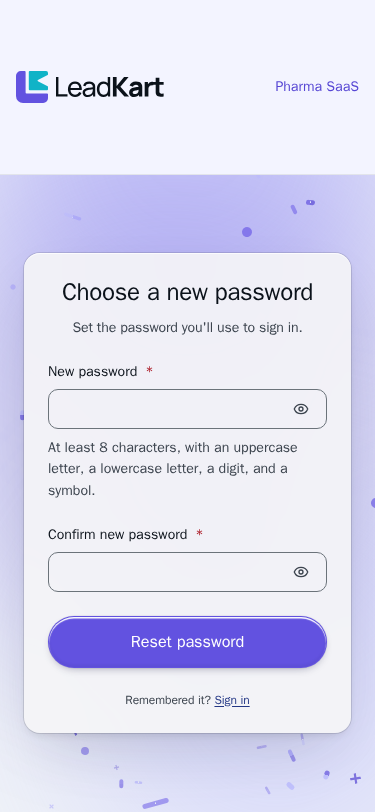 LeadKart
Pharma SaaS
Choose a new password
Set the password you'll use to sign in.
New password *
At least 8 characters, with an uppercase
letter, a lowercase letter, a digit, and a
symbol.
Confirm new password *
Reset password
Remembered it? Sign in